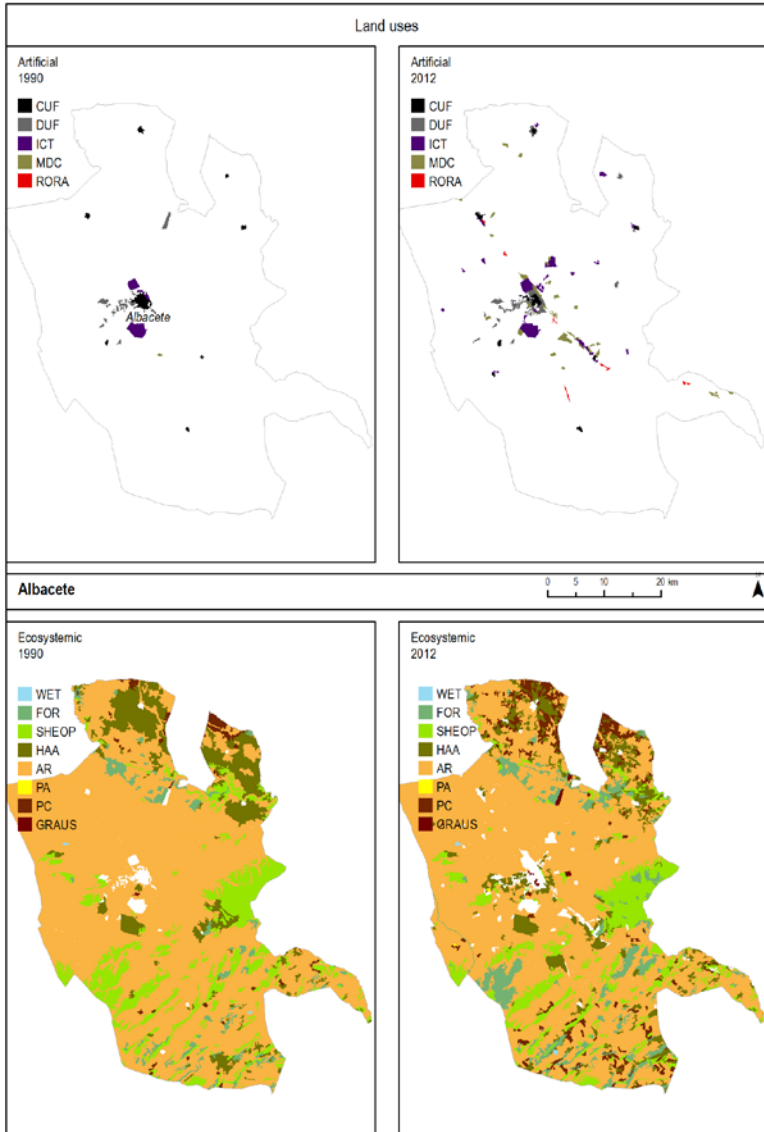 Land uses
Artificial
1990
CUF
DUF
ICT
MDC
RORA
Albacete
Artificial
2012
CUF
DUF
ICT
MDC
RORA
Albacete
0 5 10 20 km
Ecosystemic
1990
WET
FOR
SHEOP
HAA
AR
PA
PC
GRAUS
Ecosystemic
2012
WET
FOR
SHEOP
HAA
AR
PA
PC
GRAUS